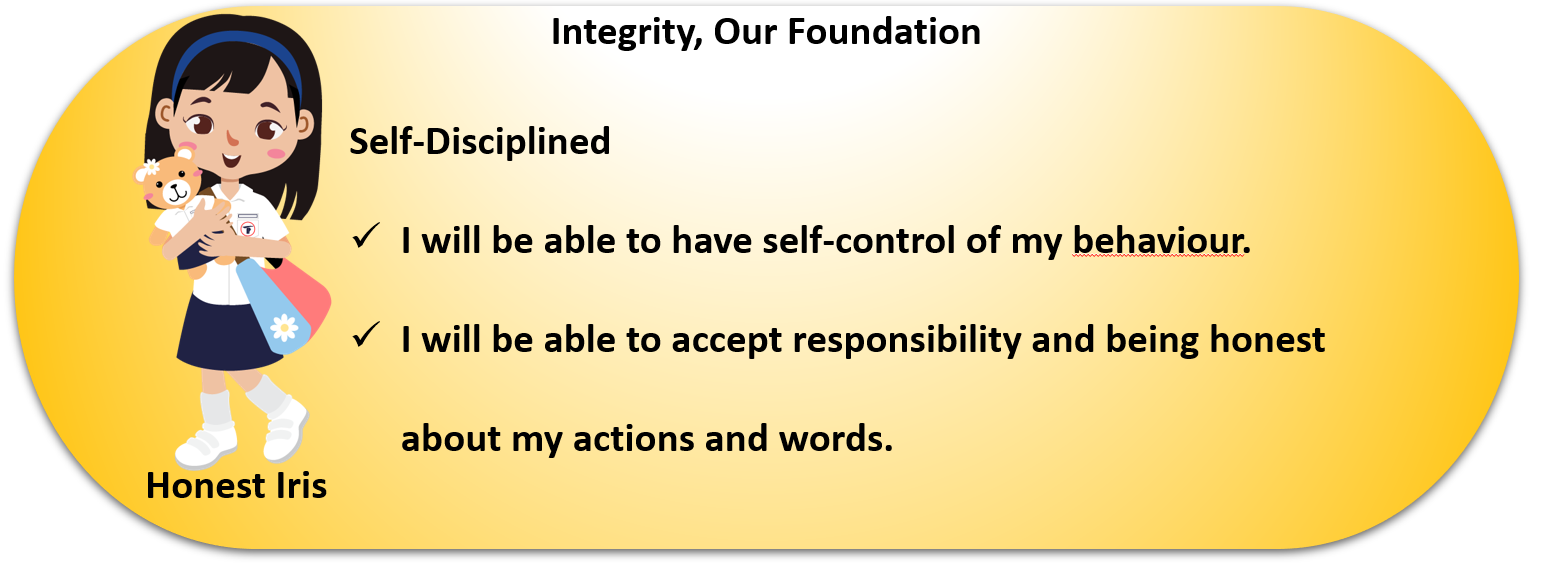 Integrity, Our Foundation
Self-Disciplined
✓ I will be able to have self-control of my behaviour.
✓ I will be able to accept responsibility and being honest
about my actions and words.
Honest Iris